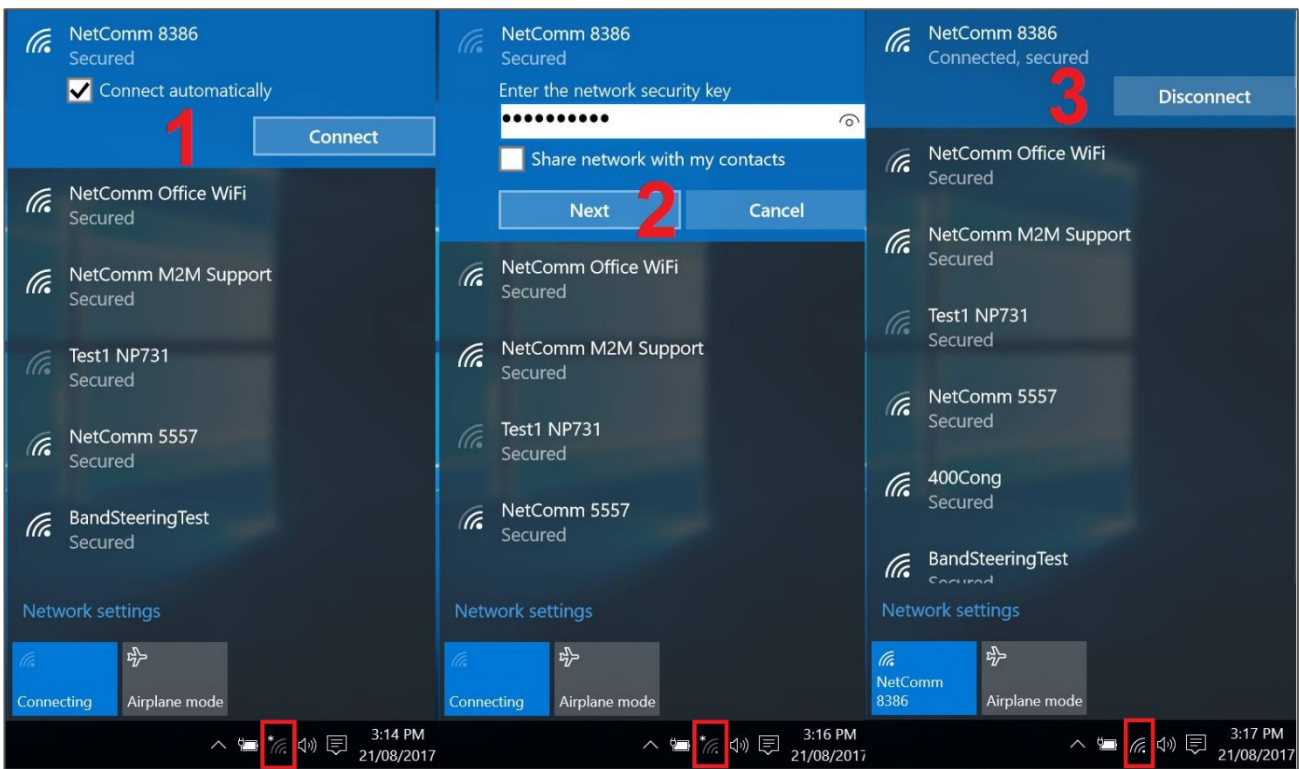 NetComm 8386
Secured
Connect automatically
1
Connect
NetComm Office WiFi
Secured
NetComm M2M Support
Secured
Test1 NP731
Secured
NetComm 5557
Secured
BandSteeringTest
Secured
Network settings
Connecting
Airplane mode
3:14 PM
21/08/2017
NetComm 8386
Secured
Enter the network security key
••••••••••
Share network with my contacts
Next
2
Cancel
NetComm Office WiFi
Secured
NetComm M2M Support
Secured
Test1 NP731
Secured
NetComm 5557
Secured
Network settings
Connecting
Airplane mode
3:16 PM
21/08/2017
NetComm 8386
Connected, secured
3
Disconnect
NetComm Office WiFi
Secured
NetComm M2M Support
Secured
Test1 NP731
Secured
NetComm 5557
Secured
400Cong
Secured
BandSteeringTest
Secured
Network settings
NetComm
8386
Airplane mode
3:17 PM
21/08/2017